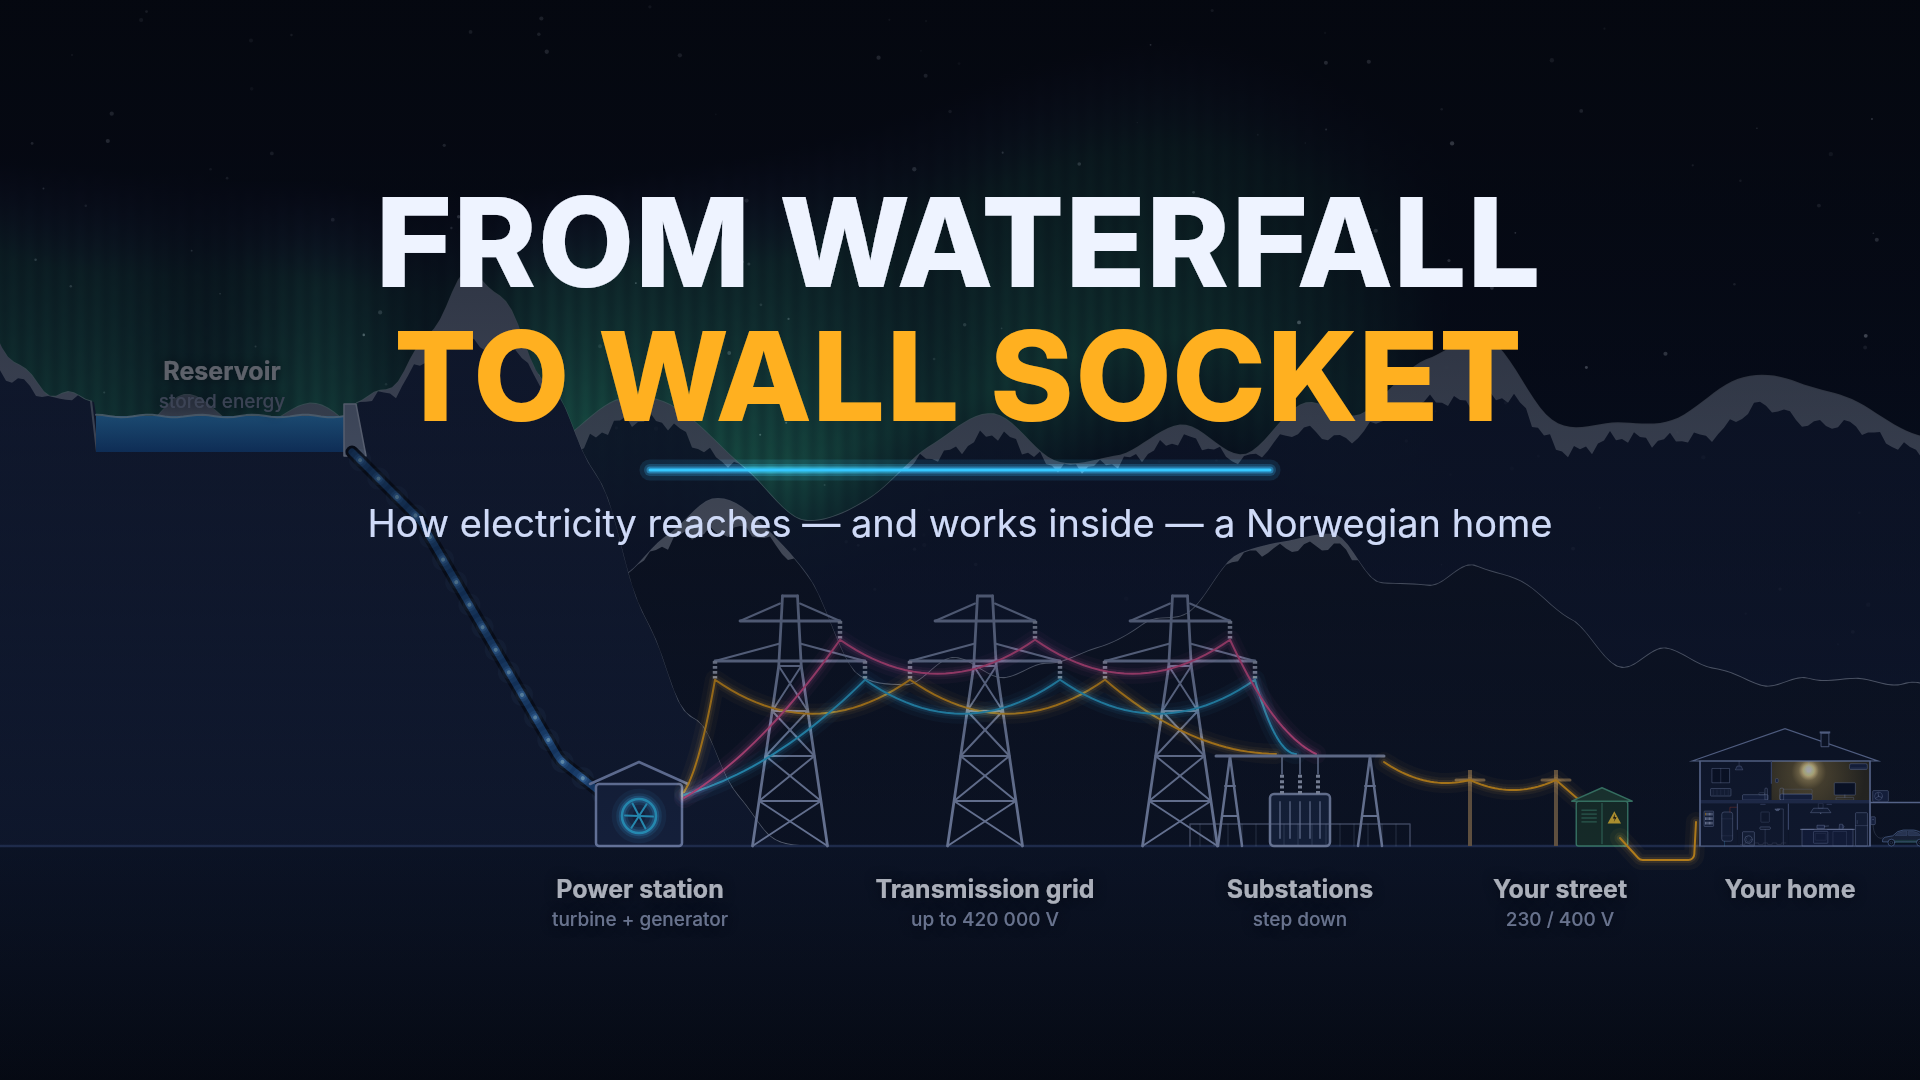 FROM WATERFALL
TO WALL SOCKET
How electricity reaches — and works inside — a Norwegian home
Reservoir
stored energy
Power station
turbine + generator
Transmission grid
up to 420 000 V
Substations
step down
Your street
230 / 400 V
Your home